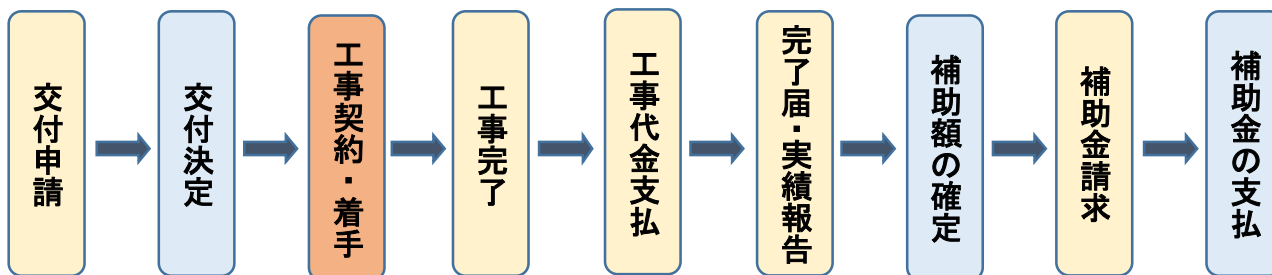 交付申請
交付決定
工事契約・着手
工事完了
工事代金支払
完了届・実績報告
補助額の確定
補助金請求
補助金の支払